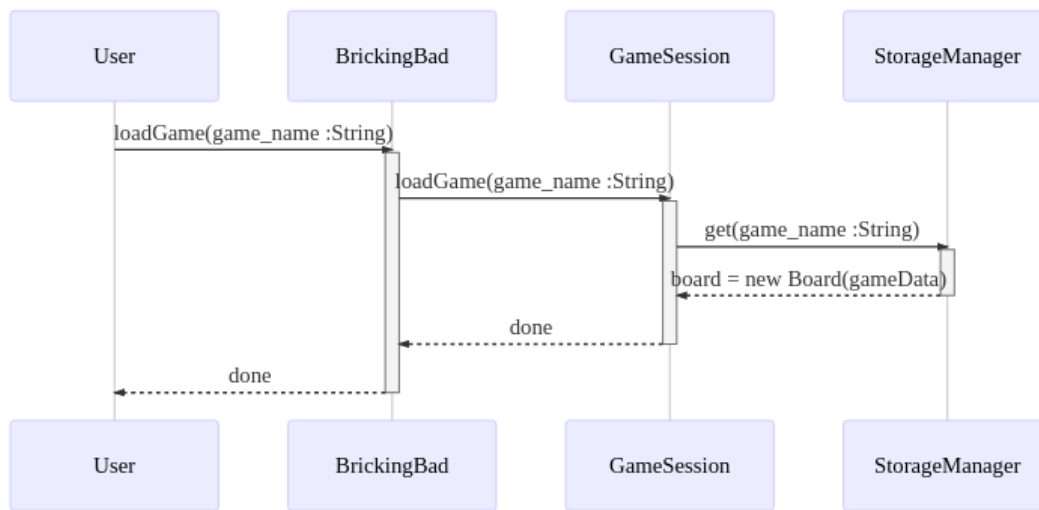 User
BrickingBad
GameSession
StorageManager
loadGame(game_name :String)
loadGame(game_name :String)
get(game_name :String)
board = new Board(gameData)
done
done
User
BrickingBad
GameSession
StorageManager